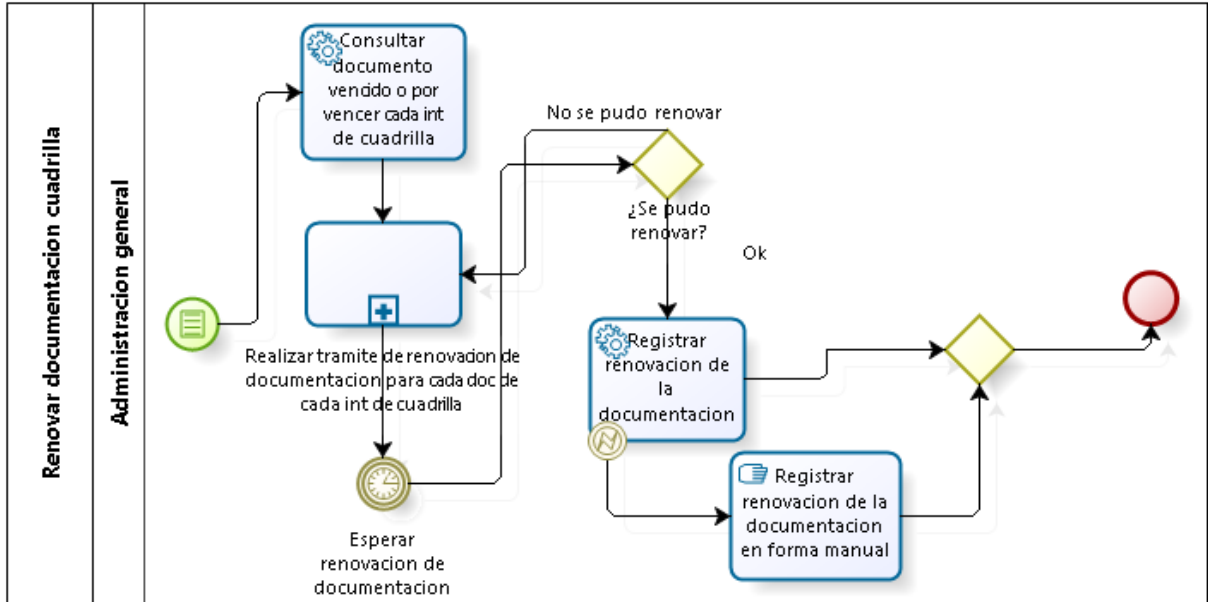 Renovar documentacion cuadrilla
Administracion general
Consultar
documento
vencido o por
vencer cada int
de cuadrilla
No se pudo renovar
¿Se pudo
renovar?
Ok
Realizar tramite de renovacion de
documentacion para cada doc de
cada int de cuadrilla
Registrar
renovacion de
la
documentacion
Esperar
renovacion de
documentacion
Registrar
renovacion de la
documentacion
en forma manual